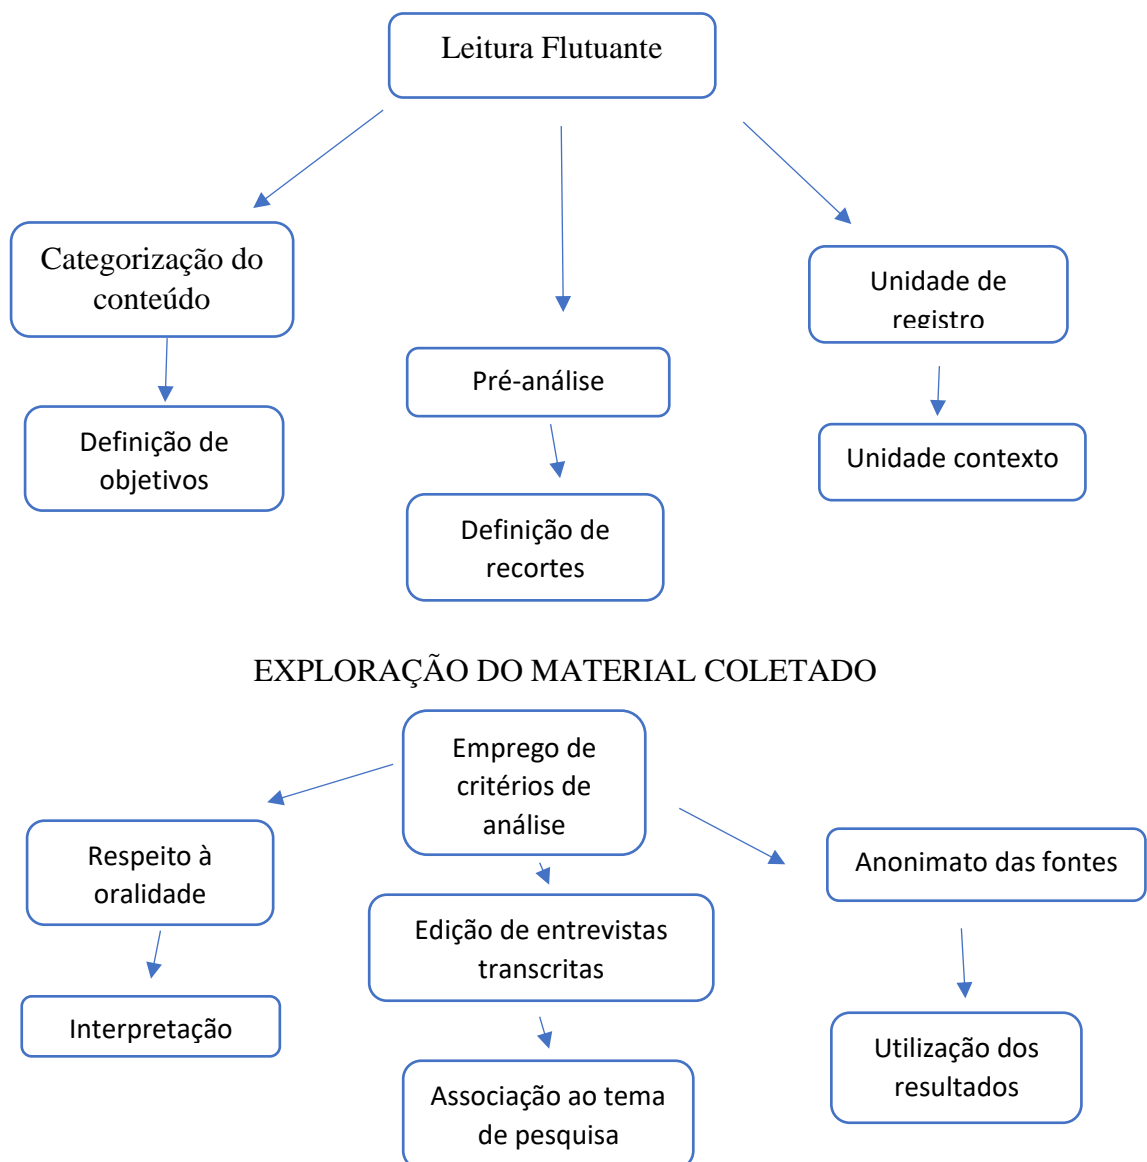 Leitura Flutuante
Categorização do
conteúdo
Unidade de
registro
Pré-análise
Definição de
objetivos
Unidade contexto
Definição de
recortes
EXPLORAÇÃO DO MATERIAL COLETADO
Emprego de
critérios de
análise
Respeito à
oralidade
Anonimato das fontes
Edição de entrevistas
transcritas
Interpretação
Utilização dos
resultados
Associação ao tema
de pesquisa